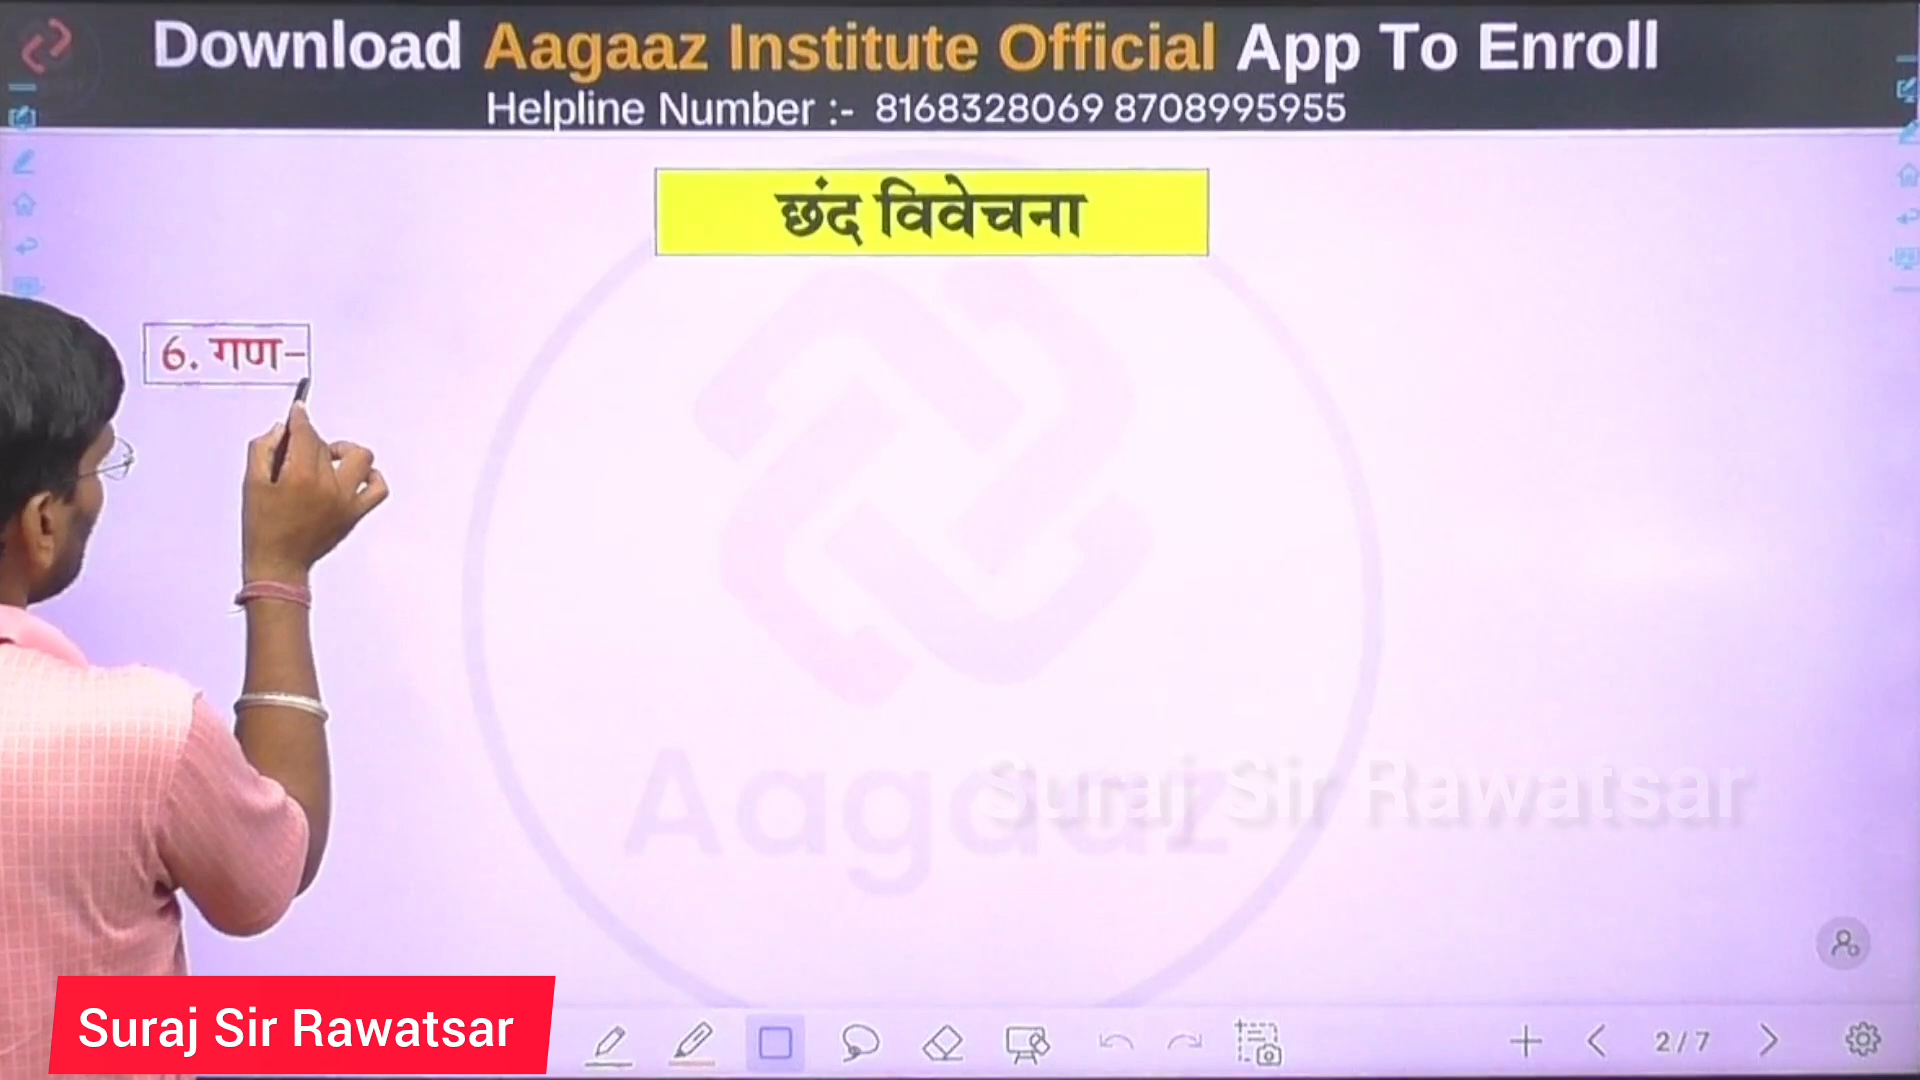 Download Aagaaz Institute Official App To Enroll
Helpline Number :- 8168328069 8708995955
छंद विवेचना
6. गण-
Aagaaz
Suraj Sir Rawatsar
Suraj Sir Rawatsar
2/7